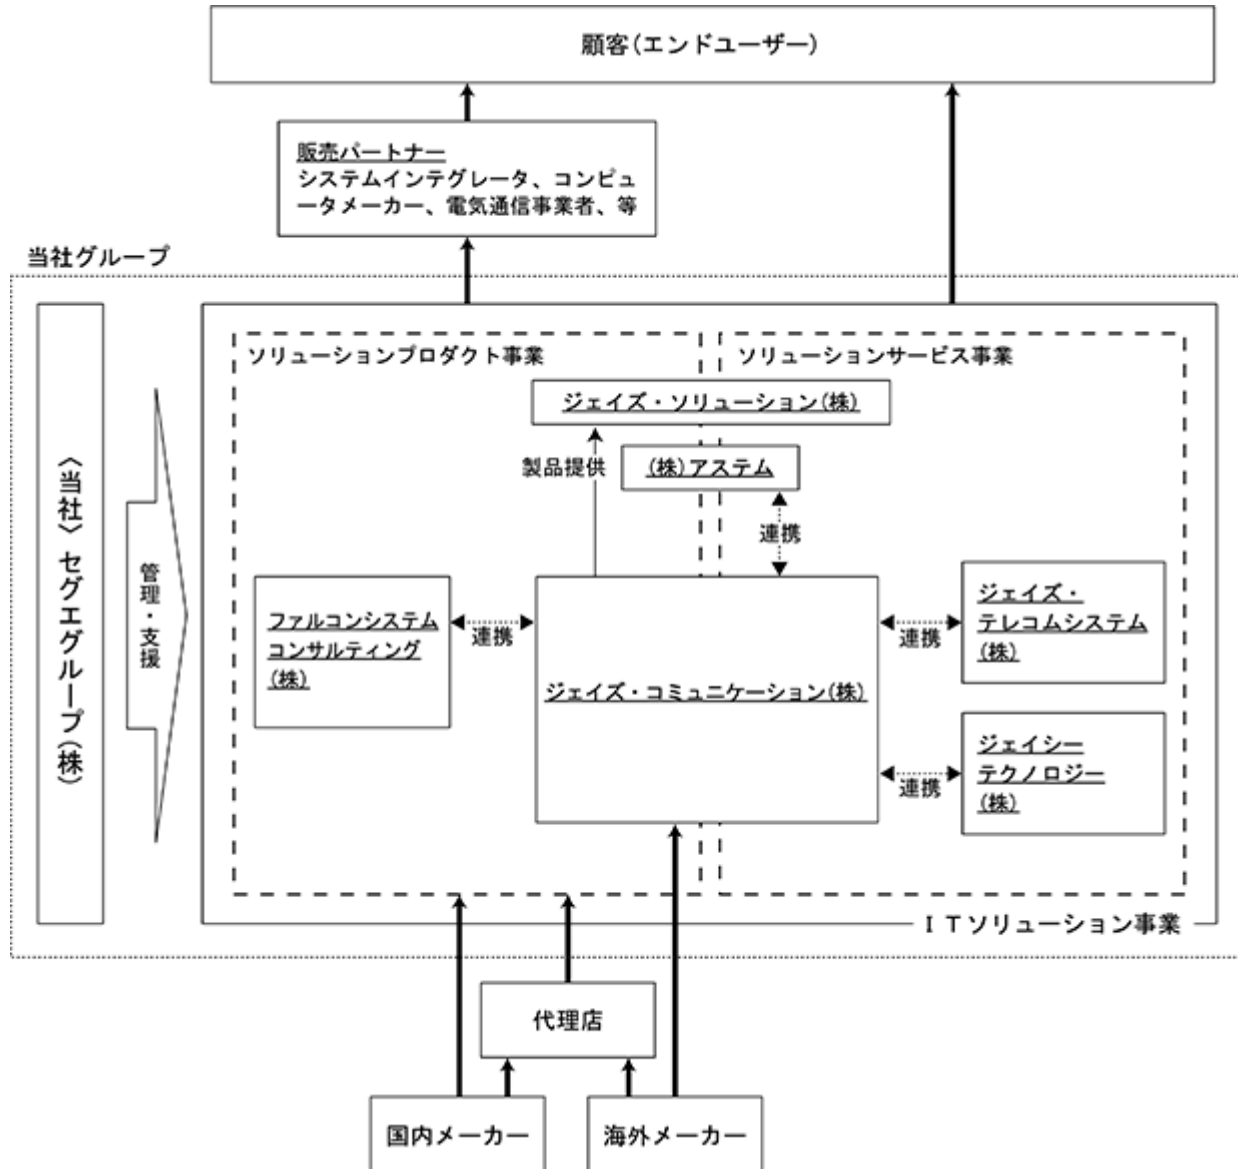 顧客(エンドユーザー)
販売パートナー
システムインテグレータ、コンピュ
ータメーカー、電気通信事業者、等
当社グループ
〈当社〉セグエグループ(株)
管理・支援
ソリューションプロダクト事業
ソリューションサービス事業
ジェイズ・ソリューション(株)
製品提供
(株)アステム
連携
ファルコンシステム
コンサルティング
(株)
連携
ジェイズ・コミュニケーション(株)
連携
ジェイズ・
テレコムシステム
(株)
連携
ジェイシー
テクノロジー
(株)
ITソリューション事業
代理店
国内メーカー
海外メーカー